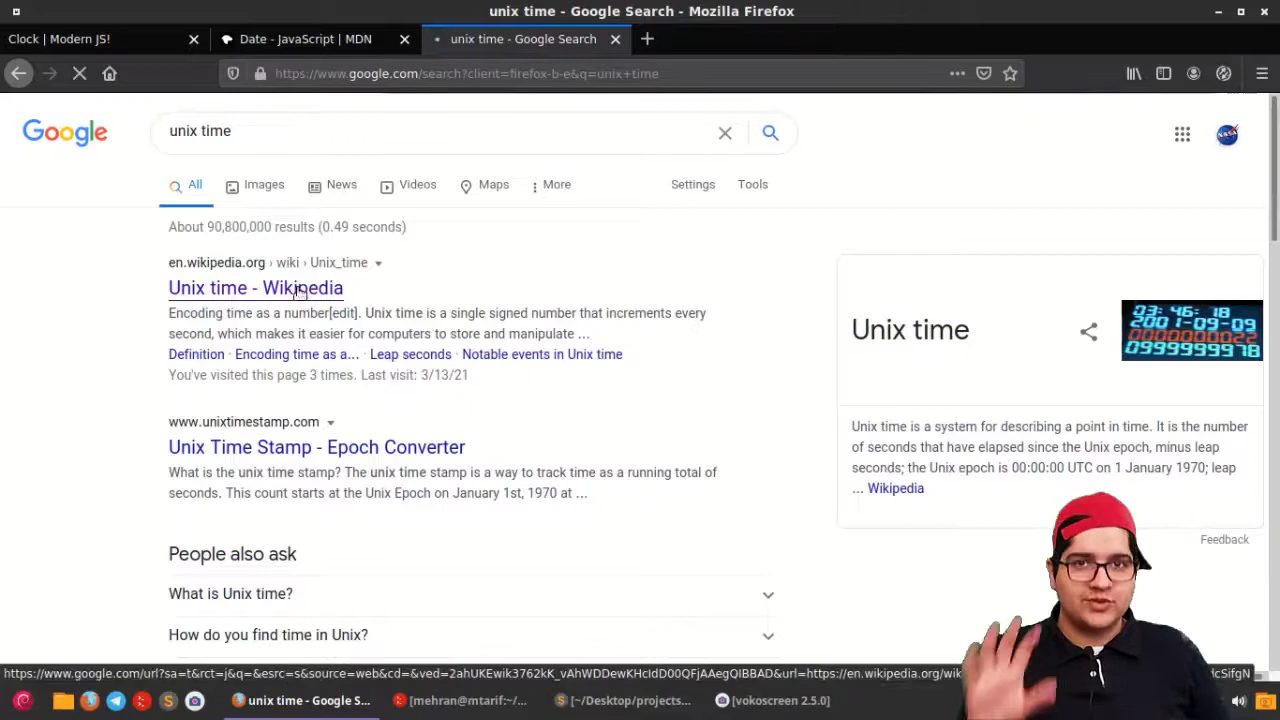 unix time - Google Search - Mozilla Firefox
Clock | Modern JS!
Date - JavaScript | MDN
unix time - Google Search
https://www.google.com/search?client=firefox-b-e&q=unix+time
Google
unix time
All
Images
News
Videos
Maps
More
Settings
Tools
About 90,800,000 results (0.49 seconds)
en.wikipedia.org › wiki › Unix_time
Unix time - Wikipedia
Encoding time as a number[edit]. Unix time is a single signed number that increments every
second, which makes it easier for computers to store and manipulate ...
Definition · Encoding time as a... · Leap seconds · Notable events in Unix time
You've visited this page 3 times. Last visit: 3/13/21
www.unixtimestamp.com
Unix Time Stamp - Epoch Converter
What is the unix time stamp? The unix time stamp is a way to track time as a running total of
seconds. This count starts at the Unix Epoch on January 1st, 1970 at ...
People also ask
What is Unix time?
How do you find time in Unix?
Unix time
03:46:18
2001-09-09
0999999978
Unix time is a system for describing a point in time. It is the number
of seconds that have elapsed since the Unix epoch, minus leap
seconds; the Unix epoch is 00:00:00 UTC on 1 January 1970; leap
... Wikipedia
Feedback
NASA
unix time - Google S...
[mehran@mtarif:~/...
[~/Desktop/projects...
[vokoscreen 2.5.0]